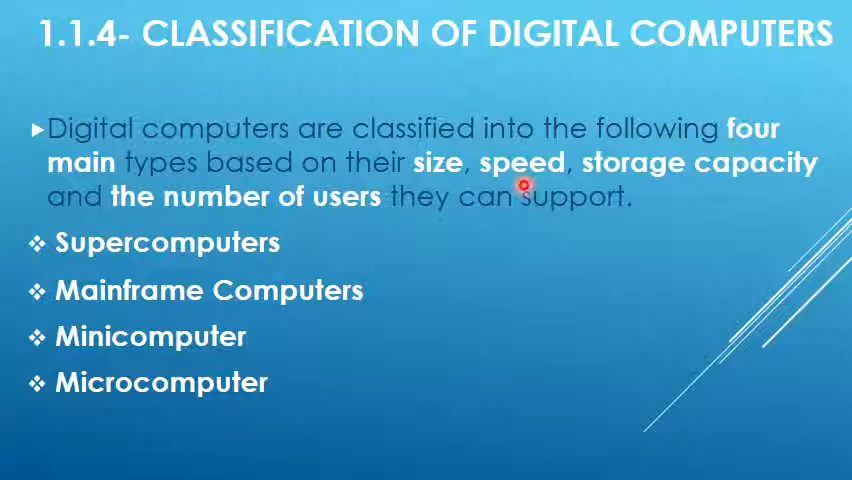 1.1.4- CLASSIFICATION OF DIGITAL COMPUTERS
Digital computers are classified into the following four
main types based on their size, speed, storage capacity
and the number of users they can support.
Supercomputers
Mainframe Computers
Minicomputer
Microcomputer